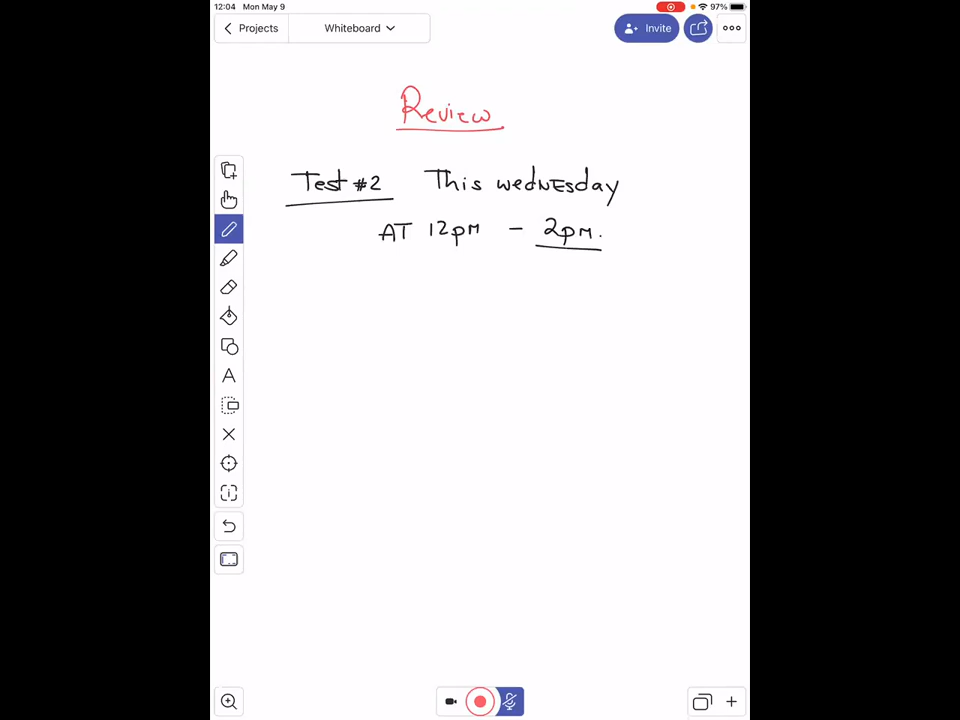 12:04 Mon May 9 97%
Projects Whiteboard Invite
Review
Test #2 This wednesday
AT 12pm - 2pm.